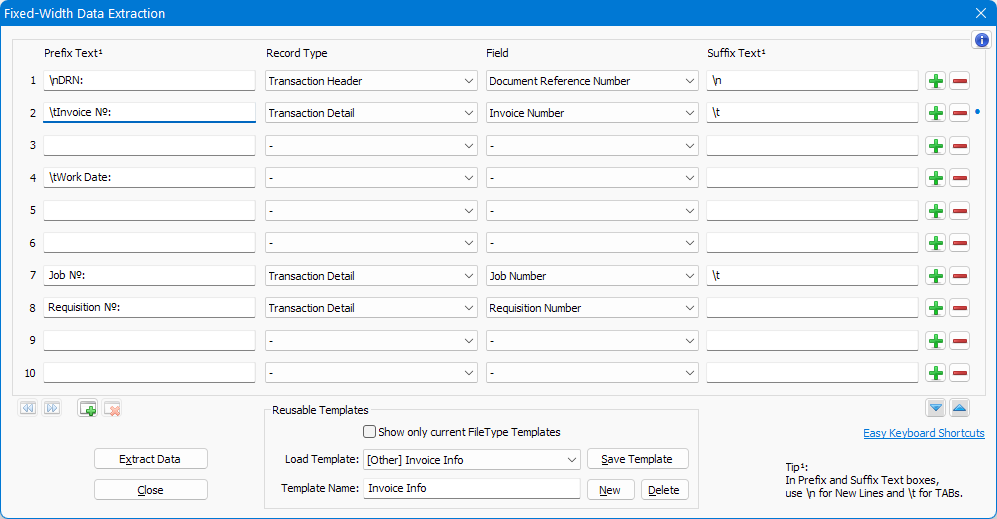 Fixed-Width Data Extraction
Prefix Text¹ Record Type Field Suffix Text¹
1 \nDRN: Transaction Header Document Reference Number \n
2 \tInvoice Nº: Transaction Detail Invoice Number \t
3 - -
4 \tWork Date: - -
5 - -
6 - -
7 Job Nº: Transaction Detail Job Number \t
8 Requisition Nº: Transaction Detail Requisition Number
9 - -
10 - -
Reusable Templates
Show only current FileType Templates
Easy Keyboard Shortcuts
Extract Data Load Template: [Other] Invoice Info Save Template
Close Template Name: Invoice Info New Delete
Tip¹:
In Prefix and Suffix Text boxes,
use \n for New Lines and \t for TABs.